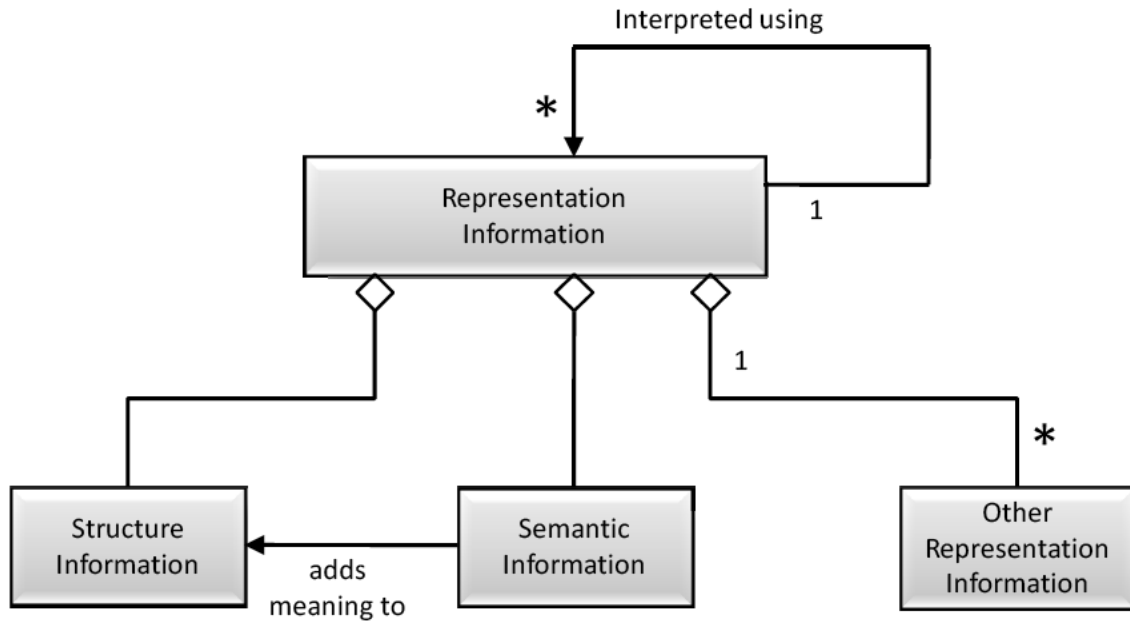 Interpreted using
*
Representation
Information
1
1
*
Structure
Information
Semantic
Information
Other
Representation
Information
adds
meaning to